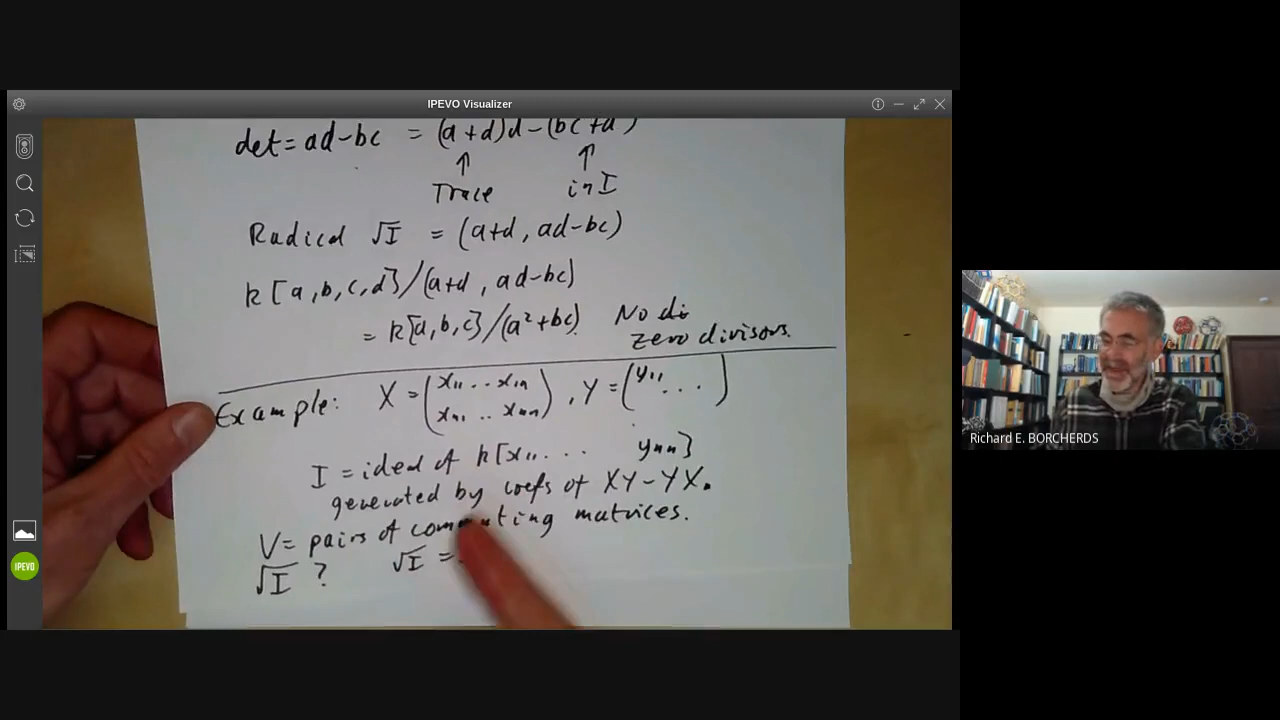 IPEVO Visualizer
det = ad - bc = (a+d)d - (bc+d²)
↑ ↑
Trace in I
Radical √I = (a+d, ad-bc)
k[a,b,c,d]/(a+d, ad-bc)
= k[a,b,c]/(a²+bc). No di
zero divisors.
Example: X = (x₁₁ .. x₁n xn₁ .. xnn), Y = (y₁₁ ...)
I = ideal of k[x₁₁ ... ynn]
generated by coefs of XY-YX.
V = pairs of commuting matrices.
√I ? √I =
IPEVO
Richard E. BORCHERDS